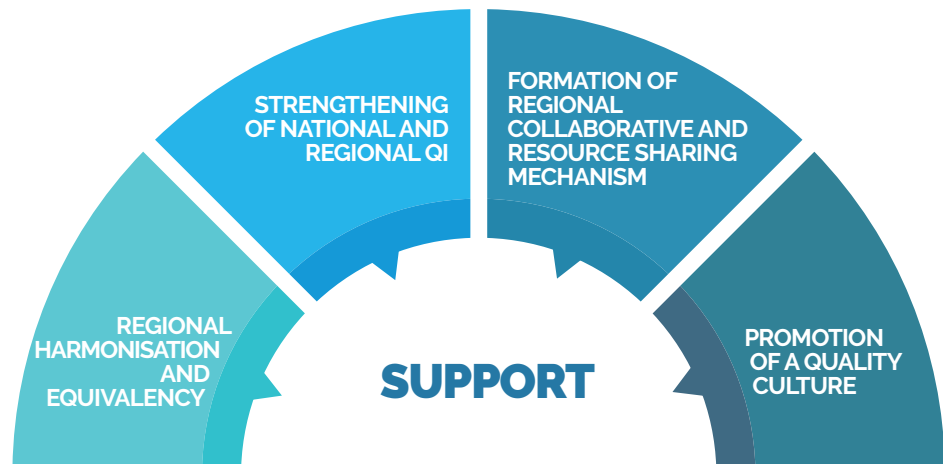 REGIONAL
HARMONISATION
AND
EQUIVALENCY
STRENGTHENING
OF NATIONAL AND
REGIONAL QI
FORMATION OF
REGIONAL
COLLABORATIVE AND
RESOURCE SHARING
MECHANISM
PROMOTION
OF A QUALITY
CULTURE
SUPPORT